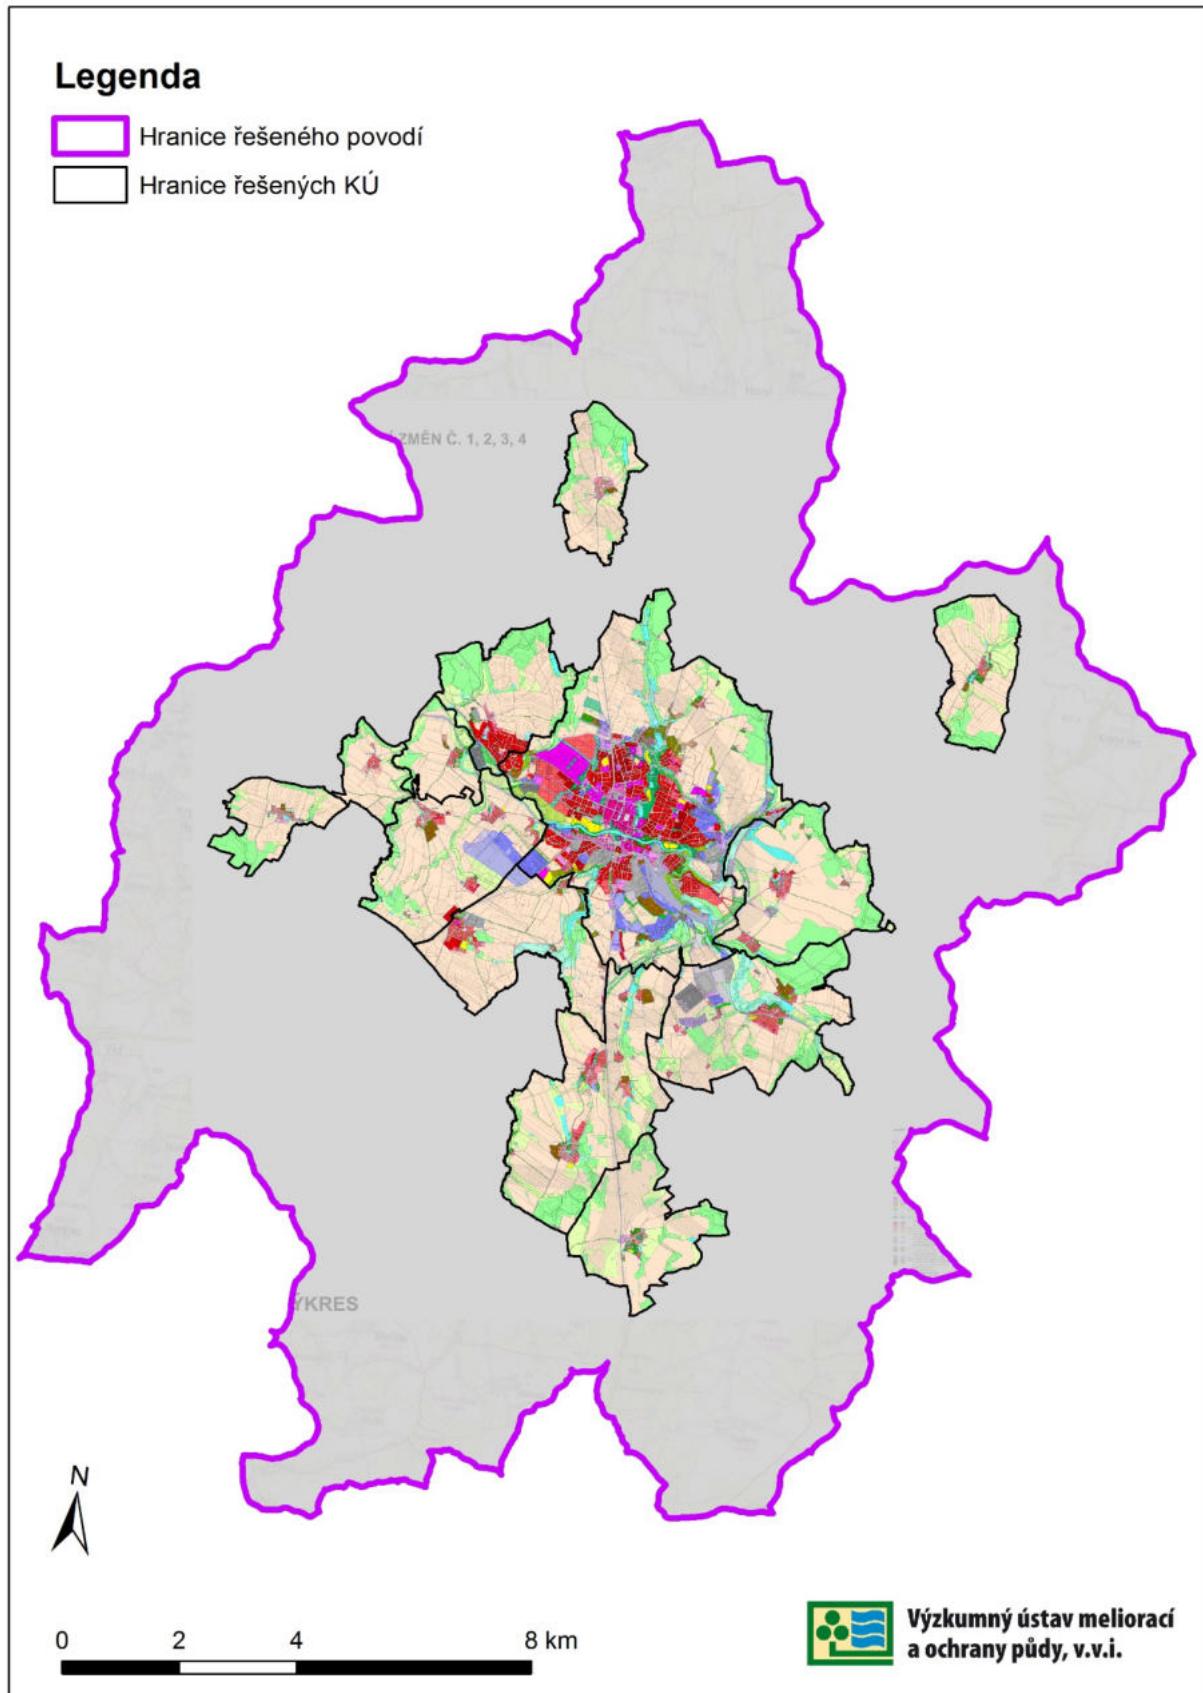 Legenda
Hranice řešeného povodí
Hranice řešených KÚ
ZMĚN Č. 1, 2, 3, 4
ÝKRES
N
0 2 4 8 km
Výzkumný ústav meliorací
a ochrany půdy, v.v.i.